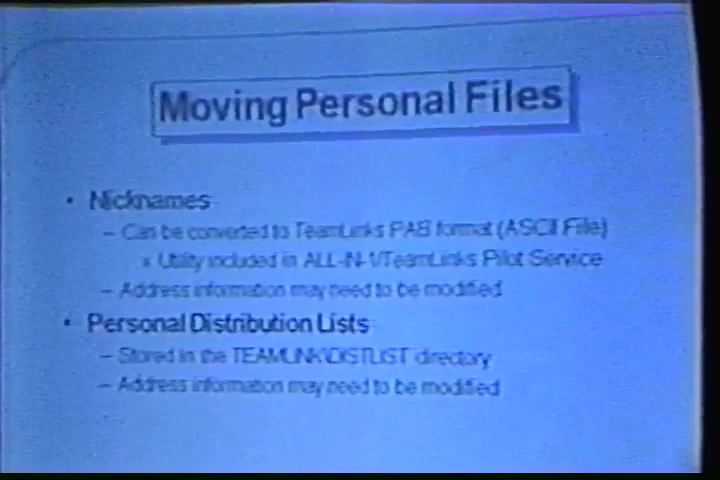 Moving Personal Files
• Nicknames
– Can be converted to TeamLinks PAB format (ASCII File)
» Utility included in ALL-IN-1/TeamLinks Pilot Service
– Address information may need to be modified
• Personal Distribution Lists
– Stored in the TEAMLINK\DISTLIST directory
– Address information may need to be modified